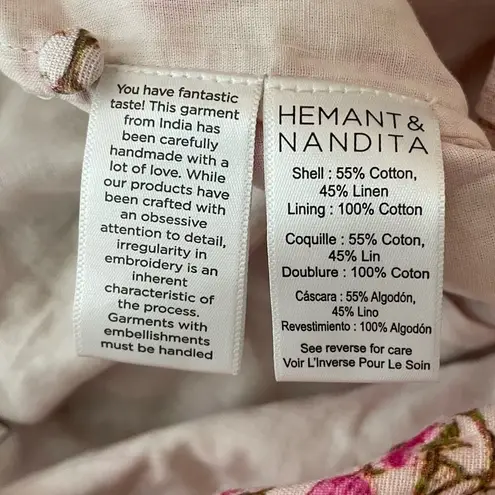 You have fantastic
taste! This garment
from India has
been carefully
handmade with a
lot of love. While
our products have
been crafted with
an obsessive
attention to detail,
irregularity in
embroidery is an
inherent
characteristic of
the process.
Garments with
embellishments
must be handled
HEMANT &
NANDITA
Shell : 55% Cotton,
45% Linen
Lining : 100% Cotton
Coquille : 55% Coton,
45% Lin
Doublure : 100% Coton
Cáscara : 55% Algodón,
45% Lino
Revestimiento : 100% Algodón
See reverse for care
Voir L'Inverse Pour Le Soin